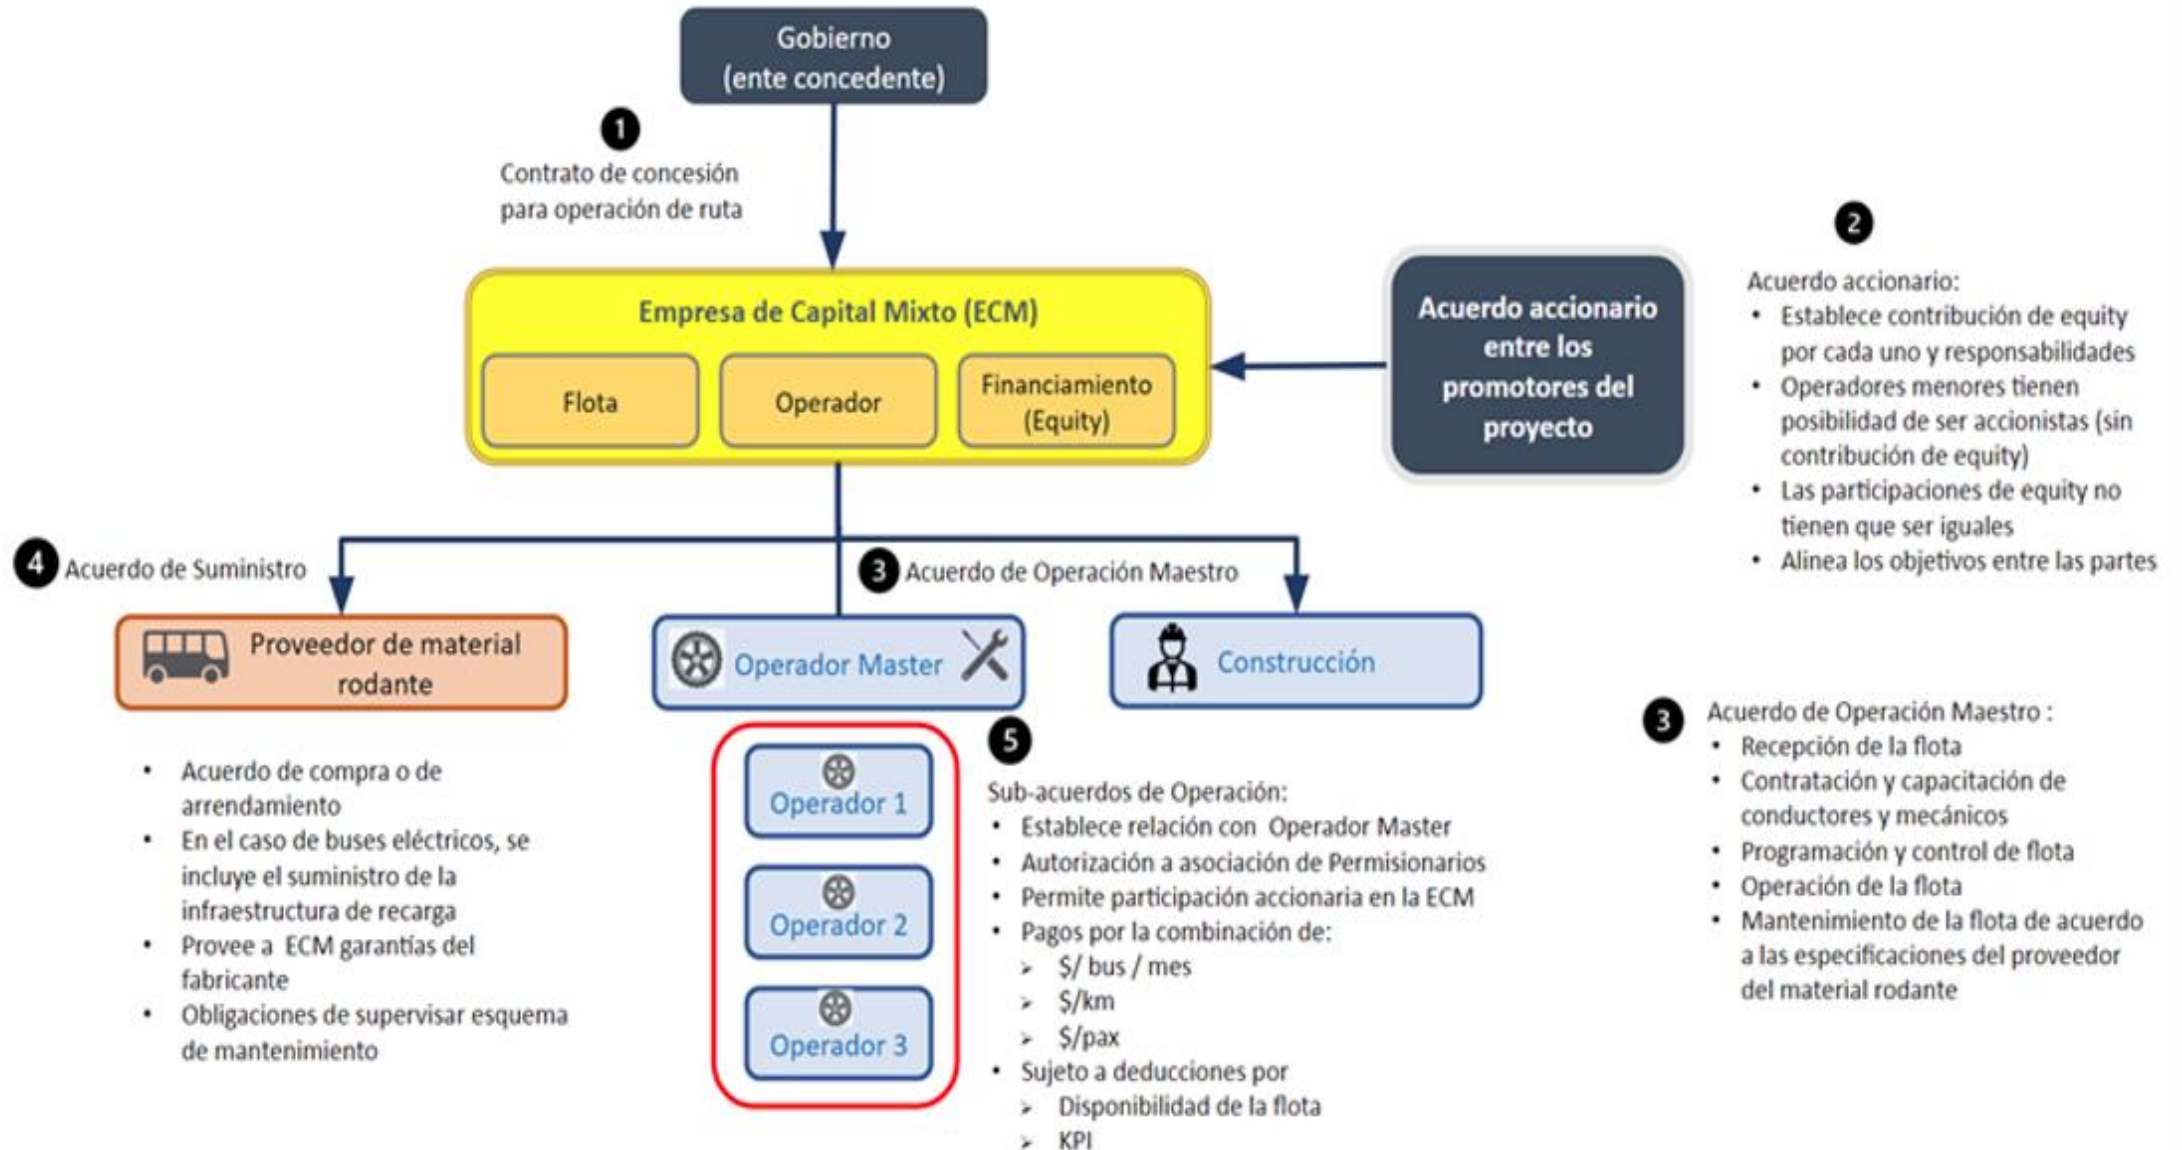 Gobierno
(ente concedente)
1
Contrato de concesión
para operación de ruta
Empresa de Capital Mixto (ECM)
Flota
Operador
Financiamiento
(Equity)
Acuerdo accionario
entre los
promotores del
proyecto
2
Acuerdo accionario:
• Establece contribución de equity
por cada uno y responsabilidades
• Operadores menores tienen
posibilidad de ser accionistas (sin
contribución de equity)
• Las participaciones de equity no
tienen que ser iguales
• Alinea los objetivos entre las partes
4 Acuerdo de Suministro
3 Acuerdo de Operación Maestro
Proveedor de material
rodante
Operador Master
Construcción
• Acuerdo de compra o de
arrendamiento
• En el caso de buses eléctricos, se
incluye el suministro de la
infraestructura de recarga
• Provee a ECM garantías del
fabricante
• Obligaciones de supervisar esquema
de mantenimiento
Operador 1
Operador 2
Operador 3
5
Sub-acuerdos de Operación:
• Establece relación con Operador Master
• Autorización a asociación de Permisionarios
• Permite participación accionaria en la ECM
• Pagos por la combinación de:
➢ $/ bus / mes
➢ $/km
➢ $/pax
• Sujeto a deducciones por
➢ Disponibilidad de la flota
➢ KPI
3 Acuerdo de Operación Maestro :
• Recepción de la flota
• Contratación y capacitación de
conductores y mecánicos
• Programación y control de flota
• Operación de la flota
• Mantenimiento de la flota de acuerdo
a las especificaciones del proveedor
del material rodante